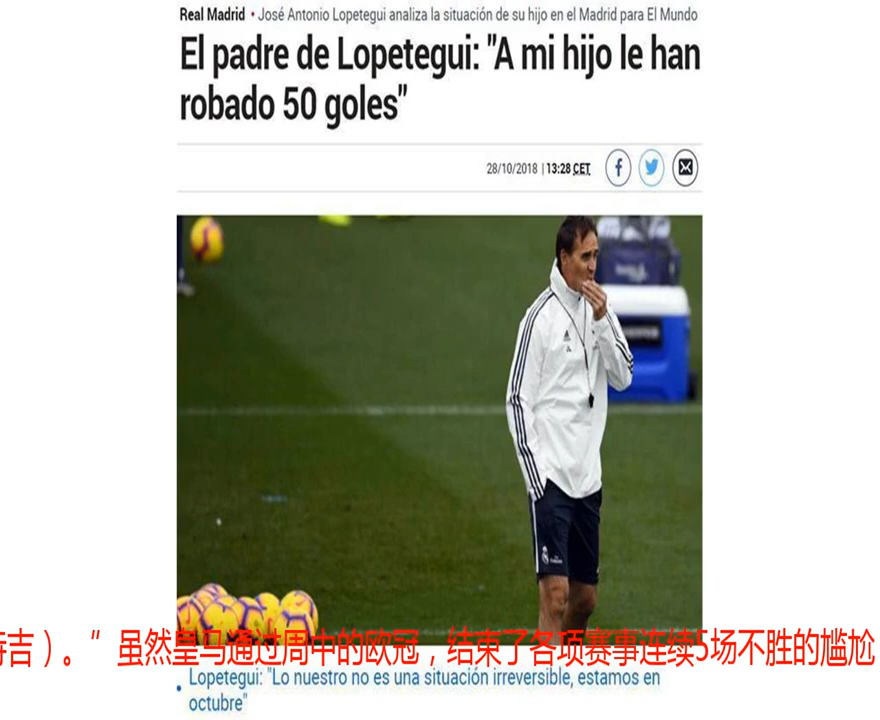 Real Madrid • José Antonio Lopetegui analiza la situación de su hijo en el Madrid para El Mundo
El padre de Lopetegui: "A mi hijo le han
robado 50 goles"
28/10/2018 | 13:28 CET
吉）。”虽然皇马通过周中的欧冠，结束了各项赛事连续5场不胜的尴尬
• Lopetegui: "Lo nuestro no es una situación irreversible, estamos en
octubre"